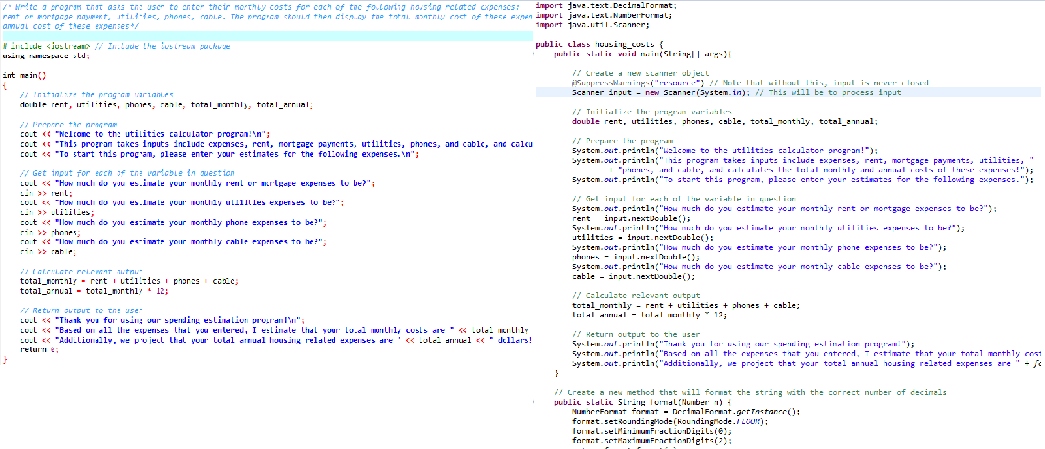 /* Write a program that asks the user to enter their monthly costs for each of the following housing related expenses:
rent or mortgage payment, utilities, phones, cable. The program should then display the total monthly cost of these expen
annual cost of these expenses*/
# include <iostream> // Include the iostream package
using namespace std;
int main()
{
// Initialize the program variables
double rent, utilities, phones, cable, total_monthly, total_annual;
// Prepare the program
cout << "Welcome to the utilities calculator program!\n";
cout << "This program takes inputs include expenses, rent, mortgage payments, utilities, phones, and cable, and calcu
cout << "To start this program, please enter your estimates for the following expenses.\n";
// Get input for each of the variable in question
cout << "How much do you estimate your monthly rent or mortgage expenses to be?";
cin >> rent;
cout << "How much do you estimate your monthly utilities expenses to be?";
cin >> utilities;
cout << "How much do you estimate your monthly phone expenses to be?";
cin >> phones;
cout << "How much do you estimate your monthly cable expenses to be?";
cin >> cable;
// Calculate relevant output
total_monthly = rent + utilities + phones + cable;
total_annual = total_monthly * 12;
// Return output to the user
cout << "Thank you for using our spending estimation program!\n";
cout << "Based on all the expenses that you entered, I estimate that your total monthly costs are " << total_monthly
cout << "Additionally, we project that your total annual housing related expenses are " << total_annual << " dollars!
return 0;
}
import java.text.DecimalFormat;
import java.text.NumberFormat;
import java.util.Scanner;
public class housing_costs {
public static void main(String[] args){
// Create a new scanner object
@SuppressWarnings("resource") // Note that without this, input is never closed
Scanner input = new Scanner(System.in); // This will be to process input
// Initialize the program variables
double rent, utilities, phones, cable, total_monthly, total_annual;
// Prepare the program
System.out.println("Welcome to the utilities calculator program!");
System.out.println("This program takes inputs include expenses, rent, mortgage payments, utilities, "
+ "phones, and cable, and calculates the total monthly and annual costs of these expenses!");
System.out.println("To start this program, please enter your estimates for the following expenses.");
// Get input for each of the variable in question
System.out.println("How much do you estimate your monthly rent or mortgage expenses to be?");
rent = input.nextDouble();
System.out.println("How much do you estimate your monthly utilities expenses to be?");
utilities = input.nextDouble();
System.out.println("How much do you estimate your monthly phone expenses to be?");
phones = input.nextDouble();
System.out.println("How much do you estimate your monthly cable expenses to be?");
cable = input.nextDouble();
// Calculate relevant output
total_monthly = rent + utilities + phones + cable;
total_annual = total_monthly * 12;
// Return output to the user
System.out.println("Thank you for using our spending estimation program!");
System.out.println("Based on all the expenses that you entered, I estimate that your total monthly cost
System.out.println("Additionally, we project that your total annual housing related expenses are " + fo
}
// Create a new method that will format the string with the correct number of decimals
public static String format(Number n) {
NumberFormat format = DecimalFormat.getInstance();
format.setRoundingMode(RoundingMode.FLOOR);
format.setMinimumFractionDigits(0);
format.setMaximumFractionDigits(2);